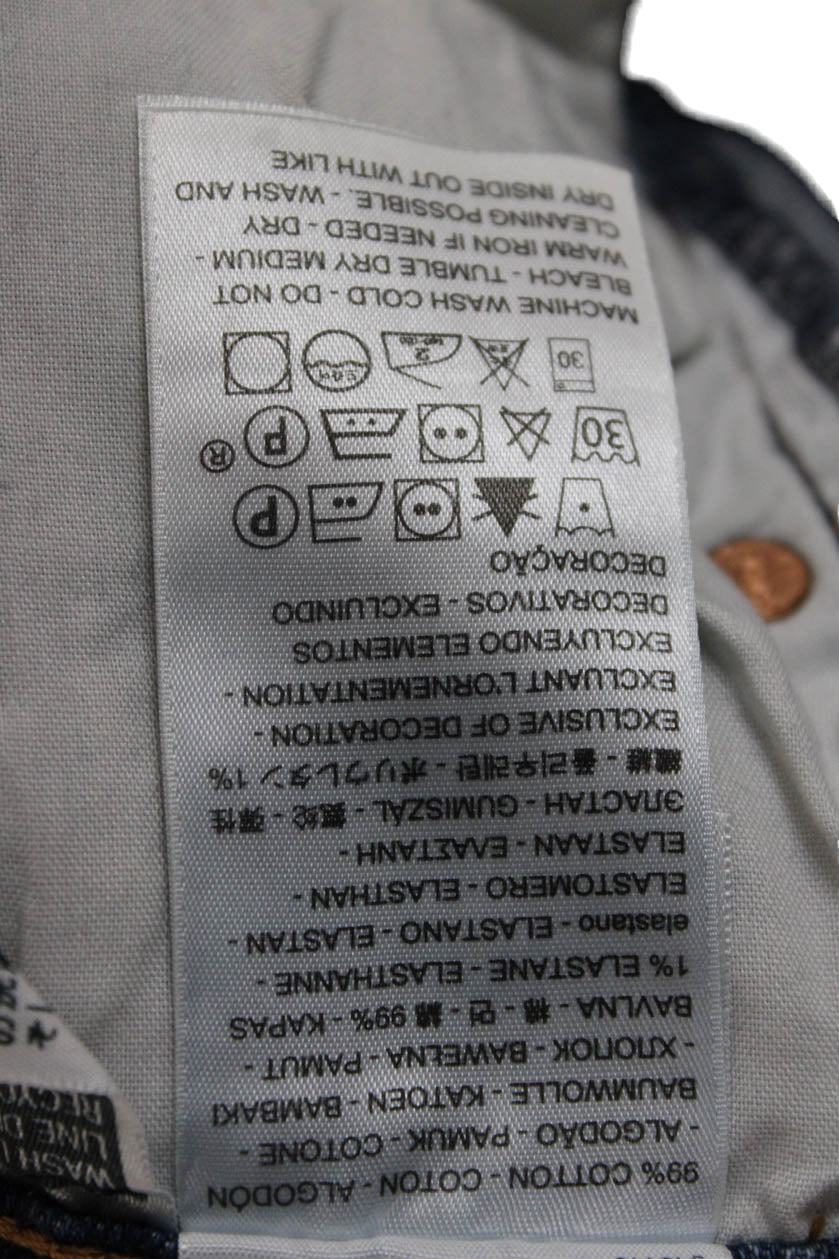 99% COTTON - COTON - ALGODÓN
- ALGODÃO - PAMUK - COTONE -
BAUMWOLLE - KATOEN - BAMBAKI
- ХЛОПОК - BAWEŁNA - PAMUT -
BAVLNA - 棉 - 면 - 綿 99% - KAPAS
1% ELASTANE - ELASTHANNE -
elastano - ELASTANO - ELASTAN -
ELASTOMERO - ELASTHAN -
ELASTAAN - ΕΛΑΣΤΑΝΗ -
ЭЛАСТАН - GUMISZÁL - 氨纶 - 彈性
纖維 - 폴리우레탄 - ポリウレタン 1%
EXCLUSIVE OF DECORATION -
EXCLUANT L'ORNEMENTATION -
EXCLUYENDO ELEMENTOS
DECORATIVOS - EXCLUINDO
DECORAÇÃO
P
30 P ®
30
MACHINE WASH COLD - DO NOT
BLEACH - TUMBLE DRY MEDIUM -
WARM IRON IF NEEDED - DRY
CLEANING POSSIBLE. - WASH AND
DRY INSIDE OUT WITH LIKE
WASH
LINE